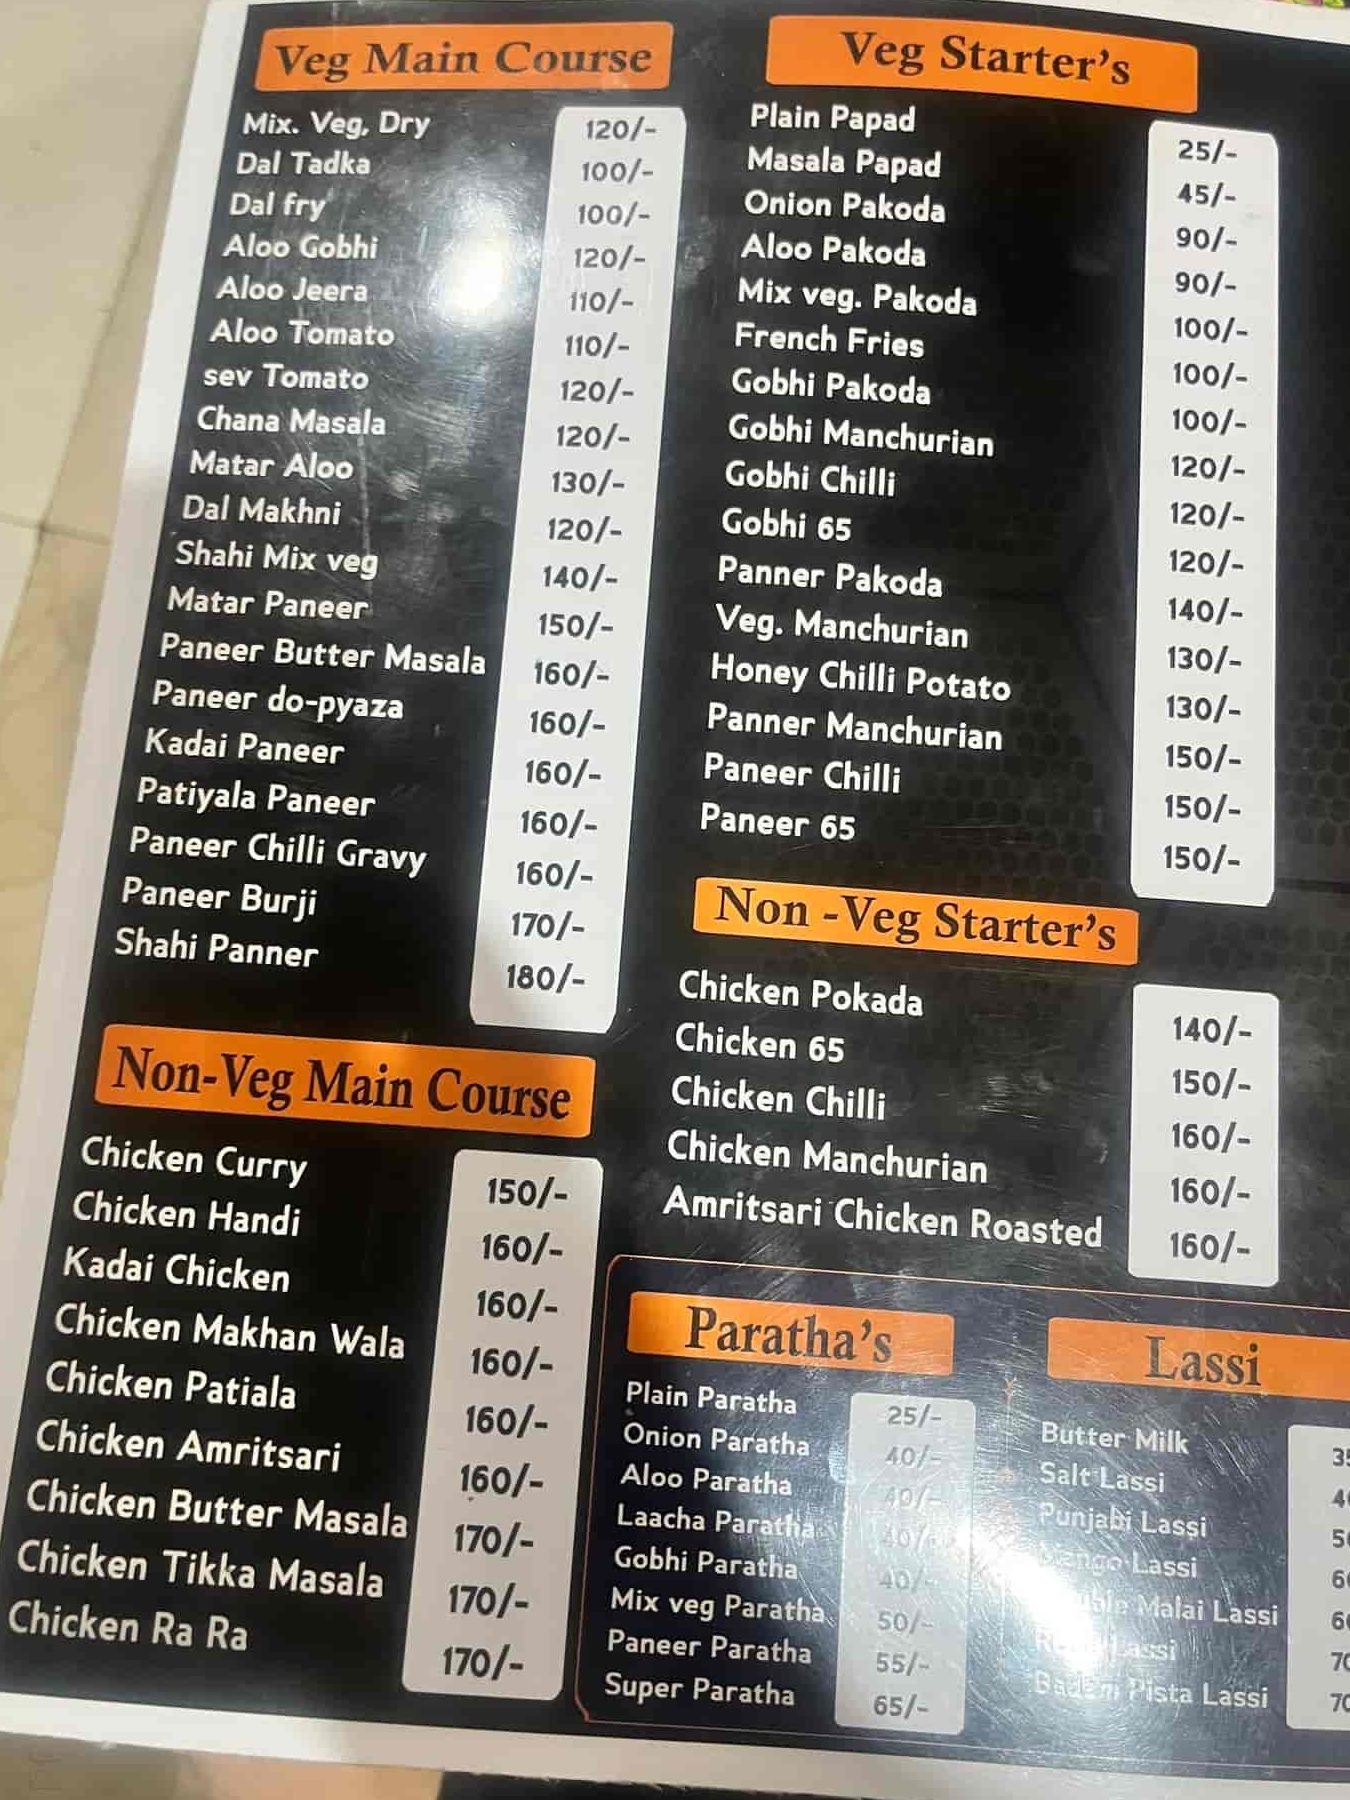 Veg Main Course
Mix. Veg, Dry 120/-
Dal Tadka 100/-
Dal fry 100/-
Aloo Gobhi 120/-
Aloo Jeera 110/-
Aloo Tomato 110/-
sev Tomato 120/-
Chana Masala 120/-
Matar Aloo 130/-
Dal Makhni 120/-
Shahi Mix veg 140/-
Matar Paneer 150/-
Paneer Butter Masala 160/-
Paneer do-pyaza 160/-
Kadai Paneer 160/-
Patiyala Paneer 160/-
Paneer Chilli Gravy 160/-
Paneer Burji 170/-
Shahi Panner 180/-
Non-Veg Main Course
Chicken Curry 150/-
Chicken Handi 160/-
Kadai Chicken 160/-
Chicken Makhan Wala 160/-
Chicken Patiala 160/-
Chicken Amritsari 160/-
Chicken Butter Masala 170/-
Chicken Tikka Masala 170/-
Chicken Ra Ra 170/-
Veg Starter's
Plain Papad 25/-
Masala Papad 45/-
Onion Pakoda 90/-
Aloo Pakoda 90/-
Mix veg. Pakoda 100/-
French Fries 100/-
Gobhi Pakoda 100/-
Gobhi Manchurian 120/-
Gobhi Chilli 120/-
Gobhi 65 120/-
Panner Pakoda 140/-
Veg. Manchurian 130/-
Honey Chilli Potato 130/-
Panner Manchurian 150/-
Paneer Chilli 150/-
Paneer 65 150/-
Non -Veg Starter's
Chicken Pokada 140/-
Chicken 65 150/-
Chicken Chilli 160/-
Chicken Manchurian 160/-
Amritsari Chicken Roasted 160/-
Paratha's
Plain Paratha 25/-
Onion Paratha 40/-
Aloo Paratha 40/-
Laacha Paratha 40/-
Gobhi Paratha 40/-
Mix veg Paratha 50/-
Paneer Paratha 55/-
Super Paratha 65/-
Lassi
Butter Milk
Salt Lassi
Punjabi Lassi
Lassi
Malai Lassi
Lassi
Pista Lassi